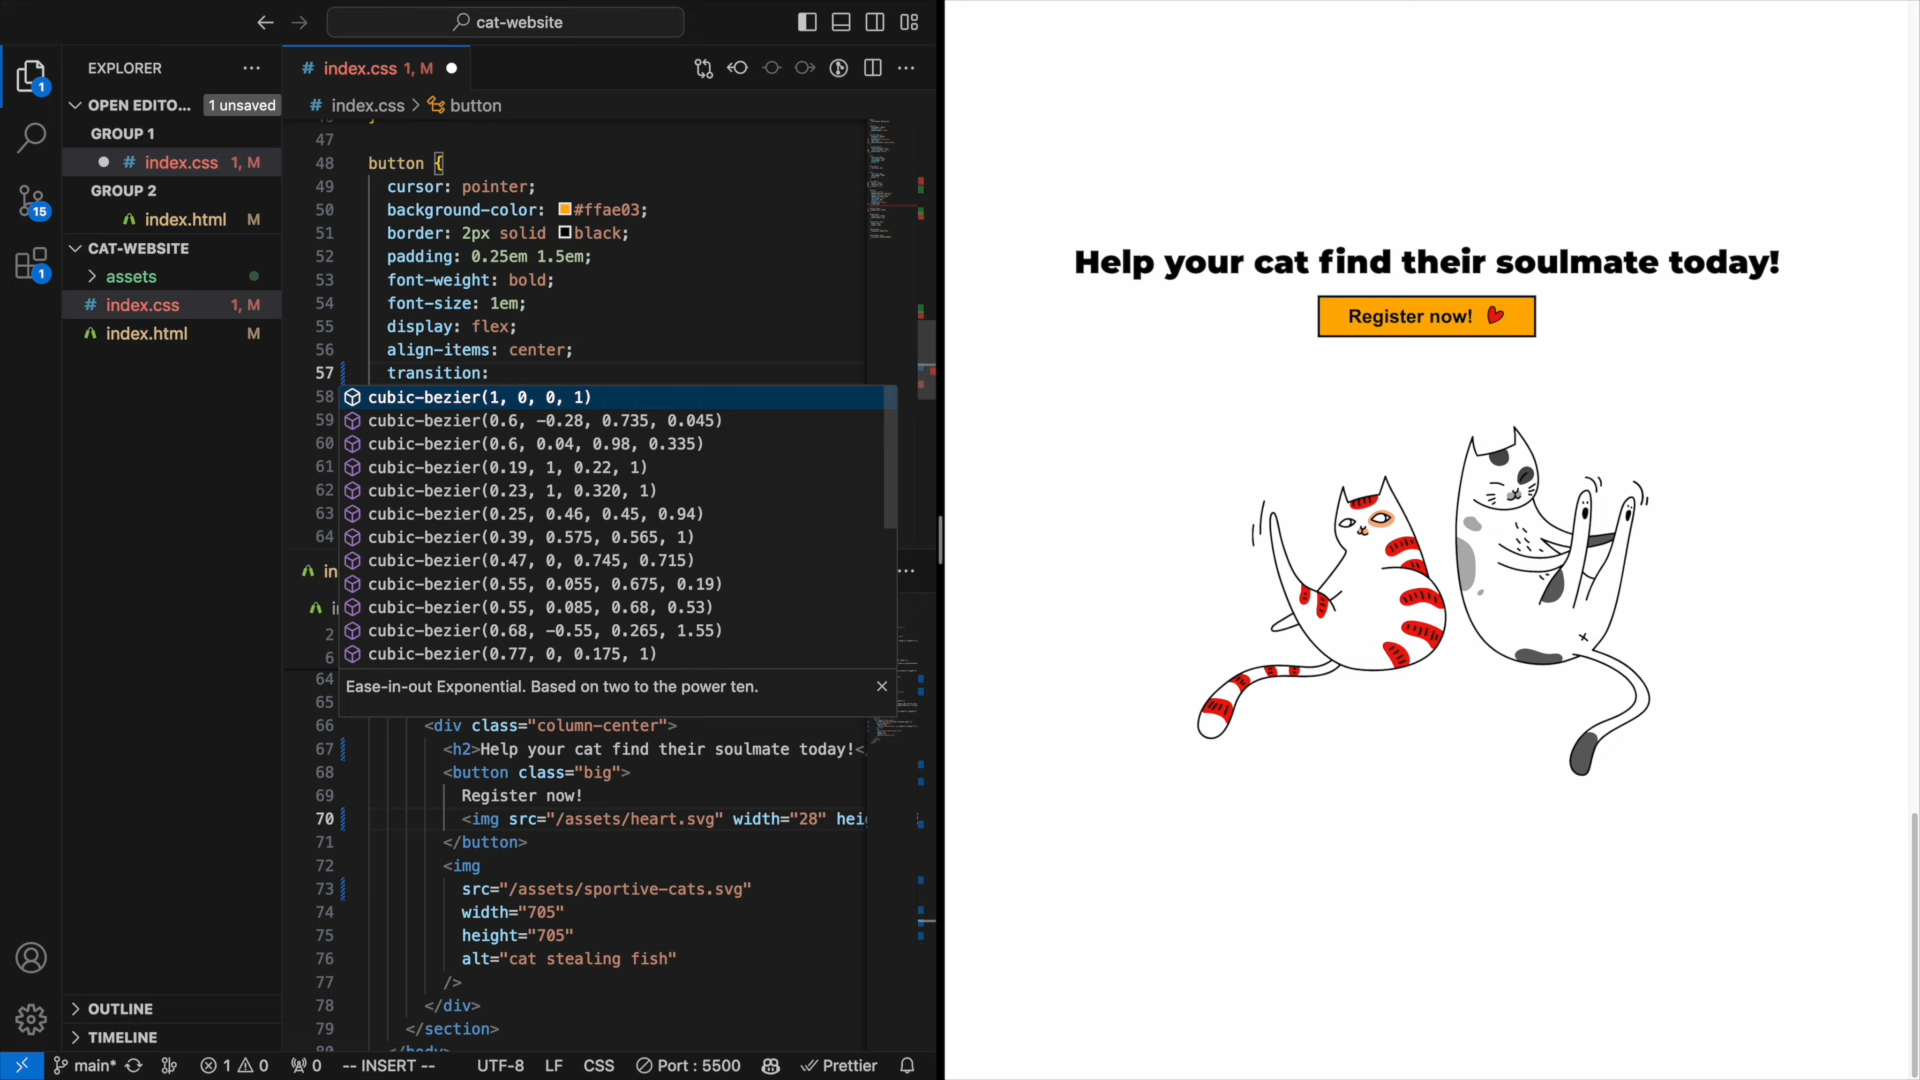 cat-website
EXPLORER
OPEN EDITO... 1 unsaved
GROUP 1
# index.css 1, M
GROUP 2
index.html M
CAT-WEBSITE
assets
# index.css 1, M
index.html M
OUTLINE
TIMELINE
1
15
1
# index.css 1, M
# index.css > button
47
48 button {
49 cursor: pointer;
50 background-color: #ffae03;
51 border: 2px solid black;
52 padding: 0.25em 1.5em;
53 font-weight: bold;
54 font-size: 1em;
55 display: flex;
56 align-items: center;
57 transition:
58 cubic-bezier(1, 0, 0, 1)
59 cubic-bezier(0.6, -0.28, 0.735, 0.045)
60 cubic-bezier(0.6, 0.04, 0.98, 0.335)
61 cubic-bezier(0.19, 1, 0.22, 1)
62 cubic-bezier(0.23, 1, 0.320, 1)
63 cubic-bezier(0.25, 0.46, 0.45, 0.94)
64 cubic-bezier(0.39, 0.575, 0.565, 1)
in cubic-bezier(0.47, 0, 0.745, 0.715)
cubic-bezier(0.55, 0.055, 0.675, 0.19)
cubic-bezier(0.55, 0.085, 0.68, 0.53)
2 cubic-bezier(0.68, -0.55, 0.265, 1.55)
6 cubic-bezier(0.77, 0, 0.175, 1)
64 Ease-in-out Exponential. Based on two to the power ten.
65
66 <div class="column-center">
67 <h2>Help your cat find their soulmate today!<
68 <button class="big">
69 Register now!
70 <img src="/assets/heart.svg" width="28" hei
71 </button>
72 <img
73 src="/assets/sportive-cats.svg"
74 width="705"
75 height="705"
76 alt="cat stealing fish"
77 />
78 </div>
79 </section>
main* 1 0 0 -- INSERT -- UTF-8 LF CSS Port : 5500 Prettier
Help your cat find their soulmate today!
Register now!